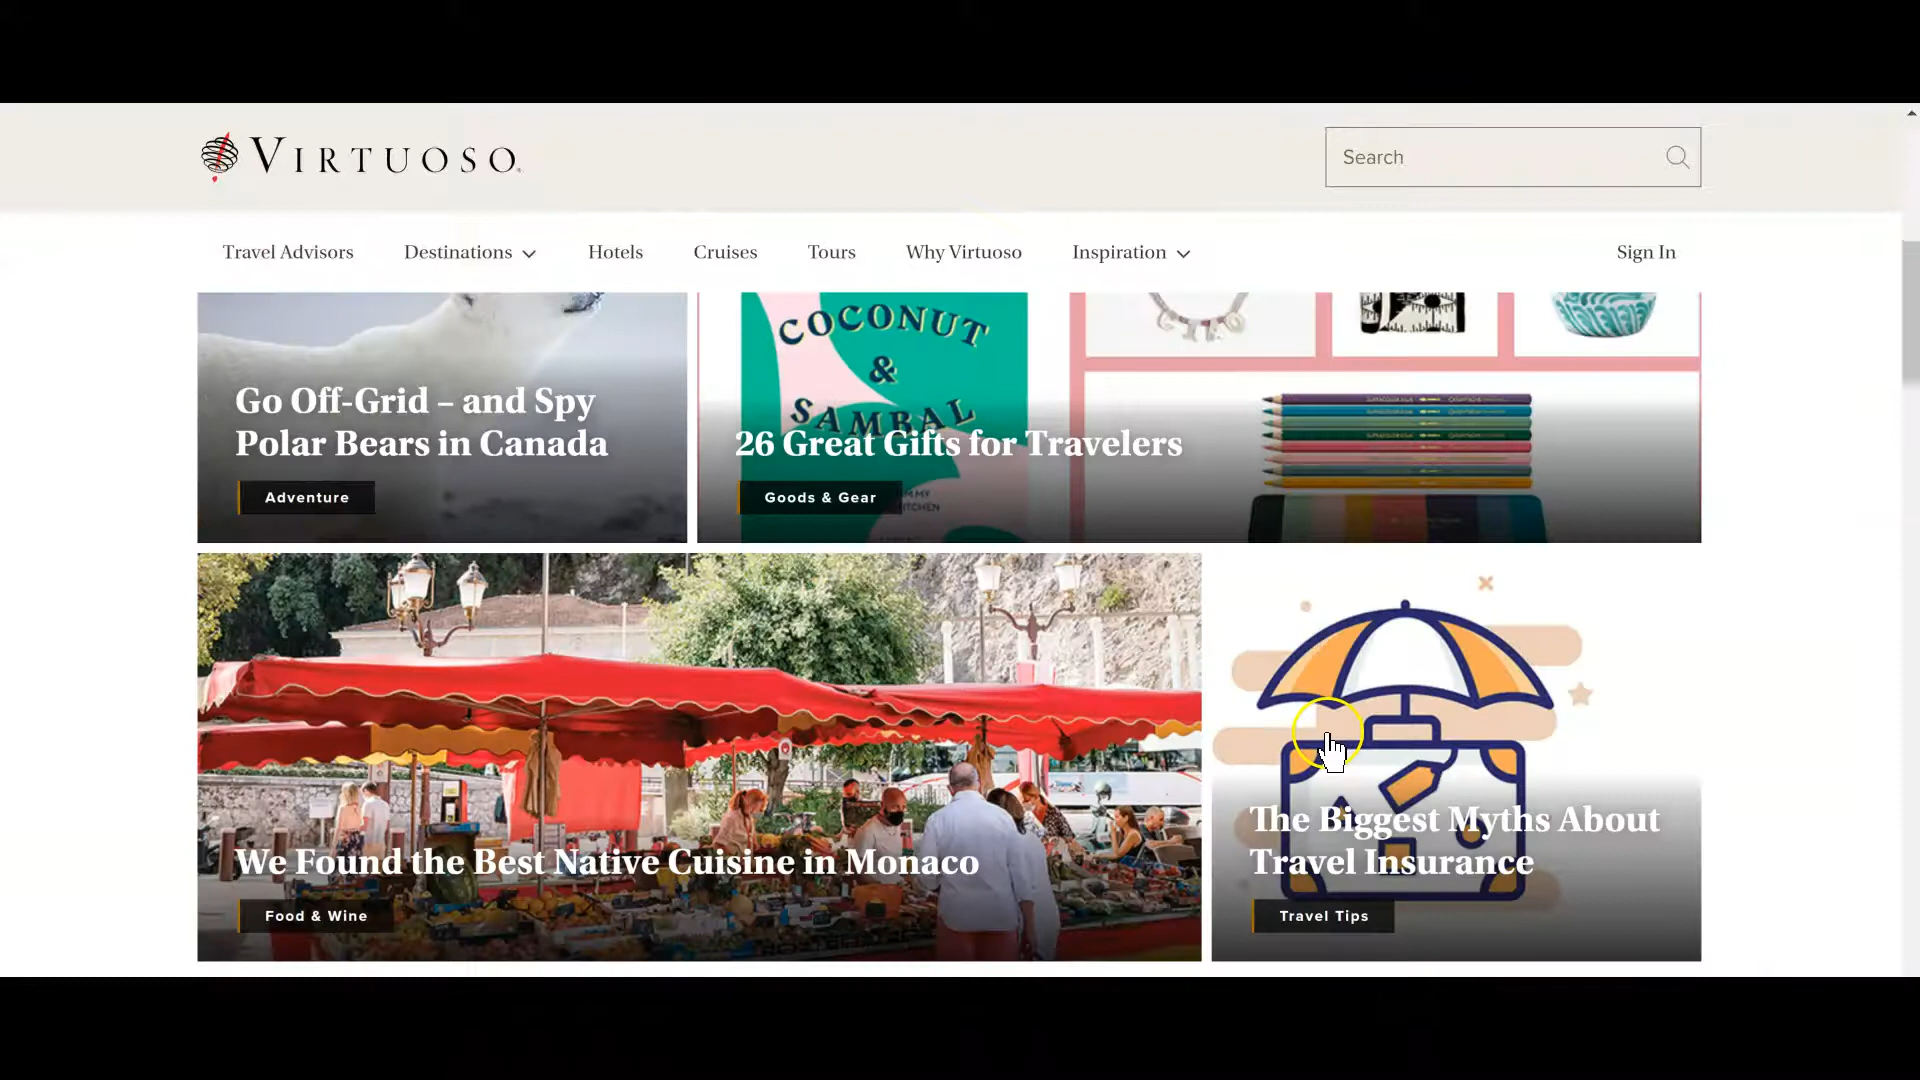 VIRTUOSO
Search
Travel Advisors Destinations Hotels Cruises Tours Why Virtuoso Inspiration Sign In
COCONUT
&
SAMBAL
Go Off-Grid – and Spy
Polar Bears in Canada
26 Great Gifts for Travelers
Adventure
Goods & Gear
We Found the Best Native Cuisine in Monaco
Food & Wine
The Biggest Myths About
Travel Insurance
Travel Tips